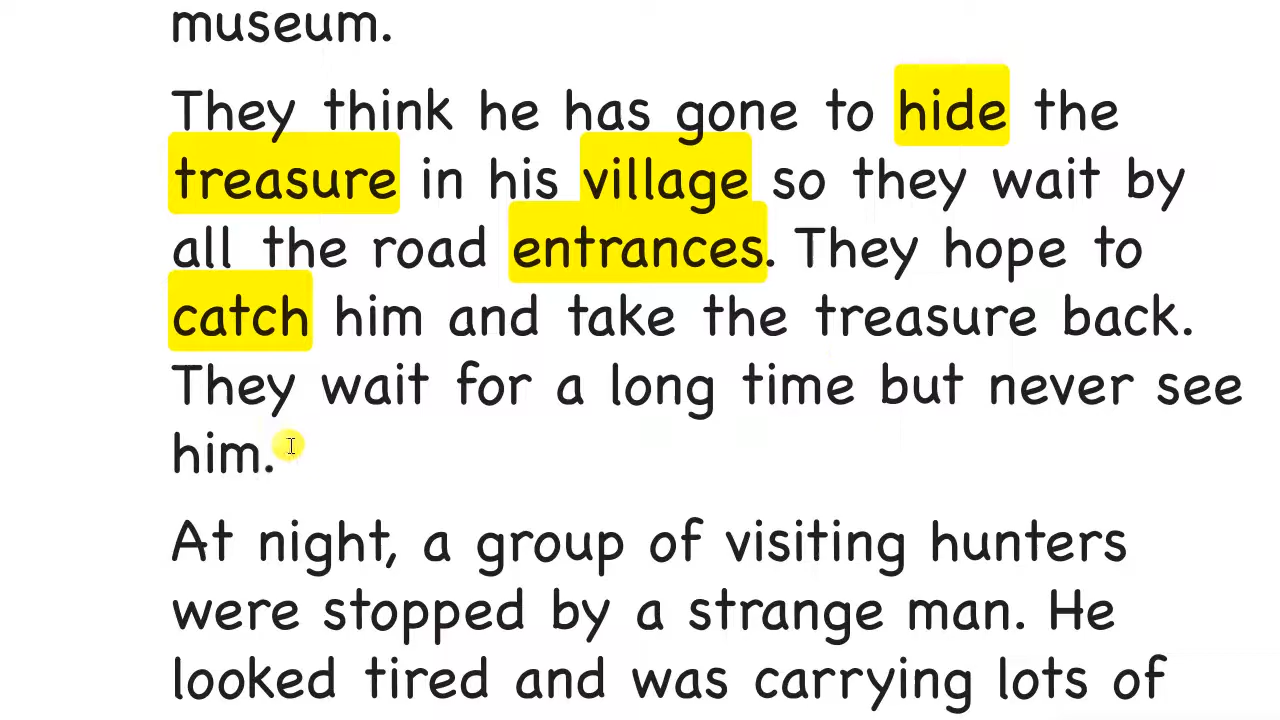 museum.
They think he has gone to hide the
treasure in his village so they wait by
all the road entrances. They hope to
catch him and take the treasure back.
They wait for a long time but never see
him.
At night, a group of visiting hunters
were stopped by a strange man. He
looked tired and was carrying lots of